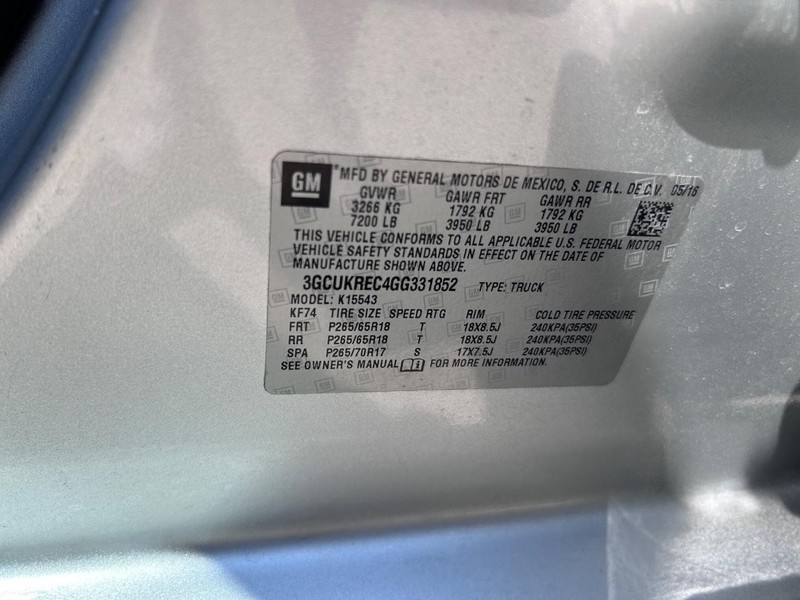 GM
MFD BY GENERAL MOTORS DE MEXICO, S. DE R.L. DE C.V. 05/16
GVWR GAWR FRT GAWR RR
3266 KG 1792 KG 1792 KG
7200 LB 3950 LB 3950 LB
THIS VEHICLE CONFORMS TO ALL APPLICABLE U.S. FEDERAL MOTOR
VEHICLE SAFETY STANDARDS IN EFFECT ON THE DATE OF
MANUFACTURE SHOWN ABOVE.
3GCUKREC4GG331852 TYPE: TRUCK
MODEL: K15543
KF74 TIRE SIZE SPEED RTG RIM COLD TIRE PRESSURE
FRT P265/65R18 T 18X8.5J 240KPA(35PSI)
RR P265/65R18 T 18X8.5J 240KPA(35PSI)
SPA P265/70R17 S 17X7.5J 240KPA(35PSI)
SEE OWNER'S MANUAL FOR MORE INFORMATION.